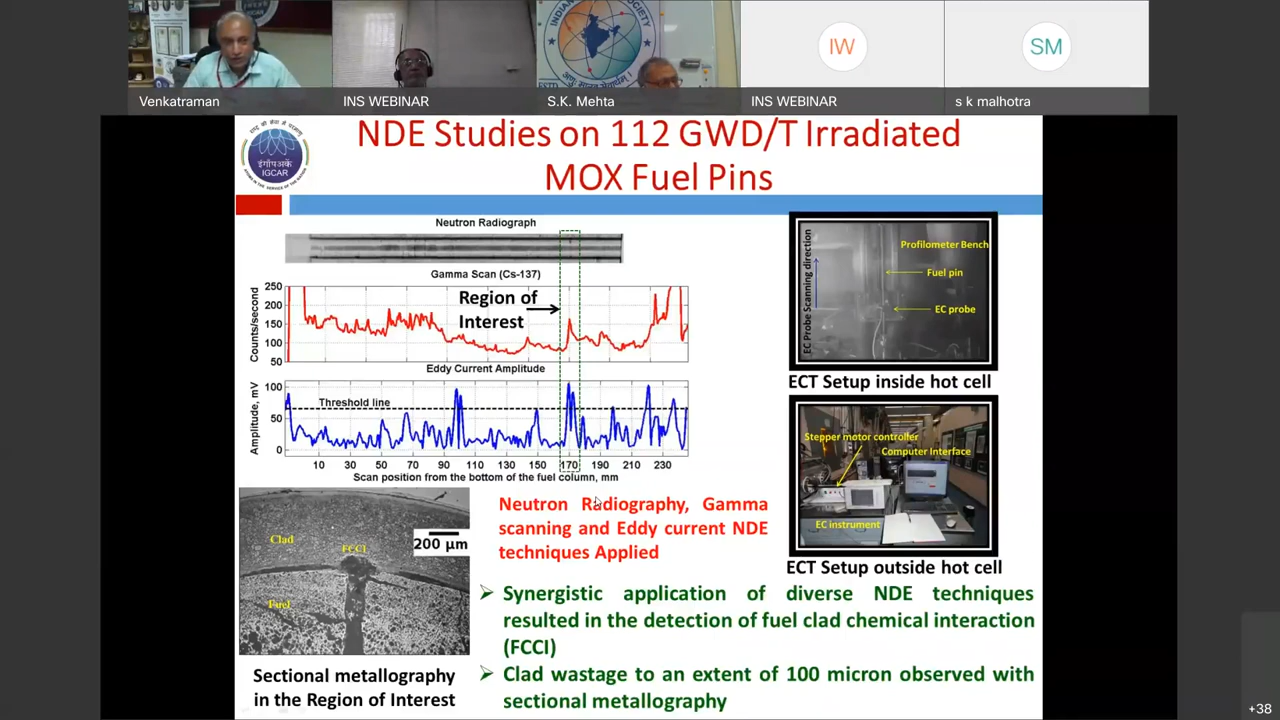 Venkatraman
INS WEBINAR
S.K. Mehta
IW
INS WEBINAR
SM
s k malhotra
NDE Studies on 112 GWD/T Irradiated
MOX Fuel Pins
इंगांपअकें
IGCAR
Neutron Radiograph
Gamma Scan (Cs-137)
Counts/second
250
200
150
100
50
Region of
Interest
Eddy Current Amplitude
Amplitude, mV
100
50
0
Threshold line
10 30 50 70 90 110 130 150 170 190 210 230
Scan position from the bottom of the fuel column, mm
EC Probe Scanning direction
Profilometer Bench
Fuel pin
EC probe
ECT Setup inside hot cell
Stepper motor controller
Computer Interface
EC instrument
ECT Setup outside hot cell
Clad
FCCI
200 µm
Fuel
Sectional metallography
in the Region of Interest
Neutron Radiography, Gamma
scanning and Eddy current NDE
techniques Applied
➢ Synergistic application of diverse NDE techniques
resulted in the detection of fuel clad chemical interaction
(FCCI)
➢ Clad wastage to an extent of 100 micron observed with
sectional metallography
+38